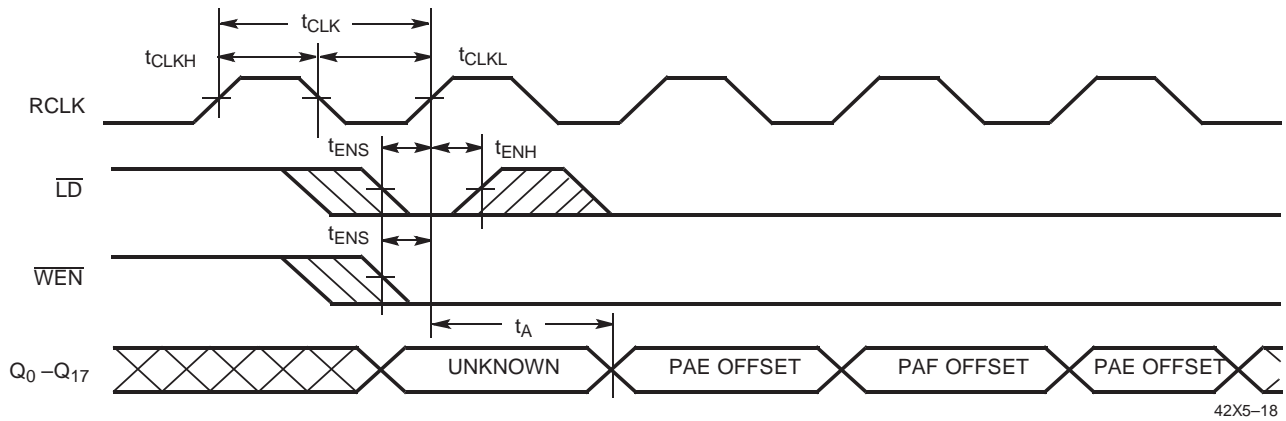 tCLK
tCLKH
tCLKL
RCLK
tENS
tENH
LD
tENS
WEN
tA
Q0 –Q17
UNKNOWN
PAE OFFSET
PAF OFFSET
PAE OFFSET
42X5–18